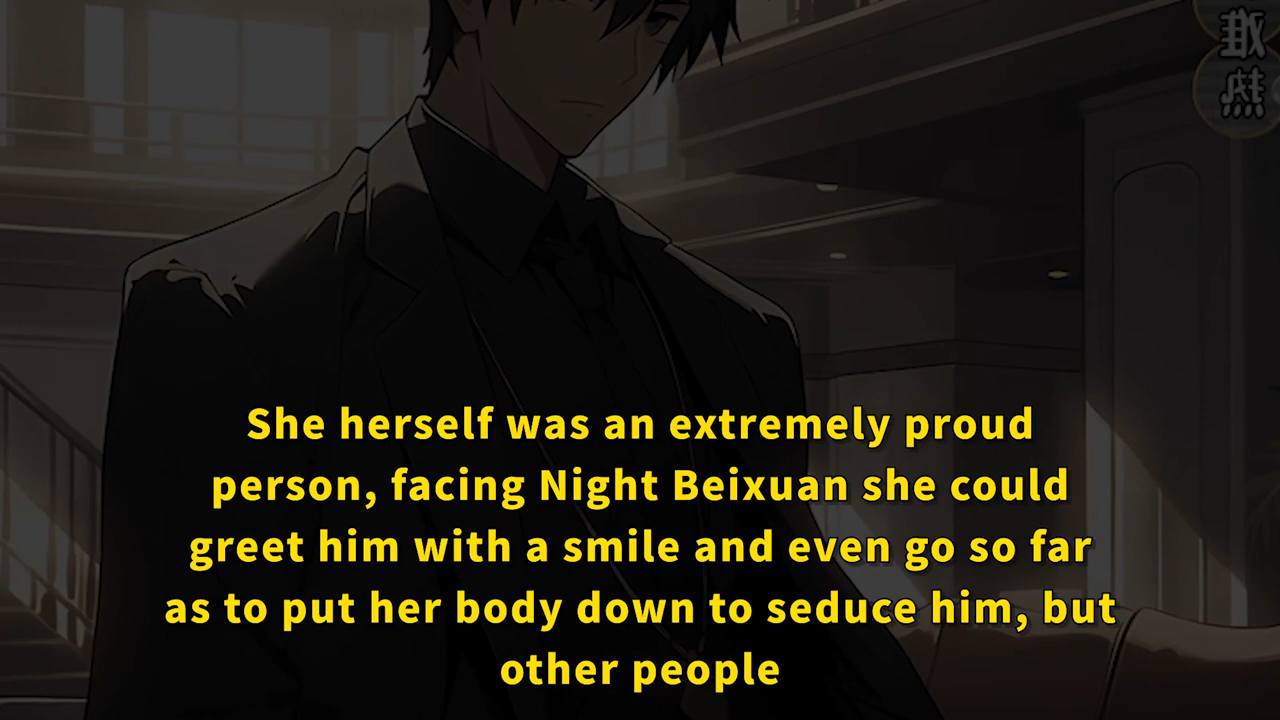 She herself was an extremely proud
person, facing Night Beixuan she could
greet him with a smile and even go so far
as to put her body down to seduce him, but
other people